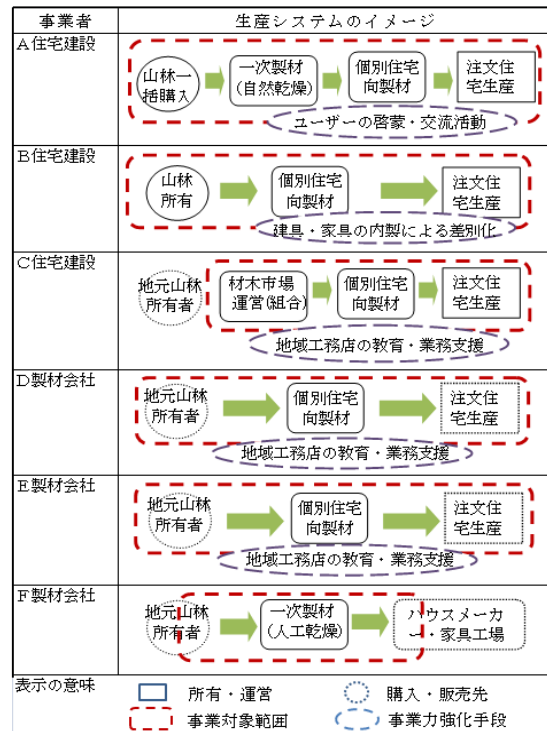 事業者
生産システムのイメージ
A住宅建設
山林一
括購入
一次製材
(自然乾燥)
個別住宅
向製材
注文住
宅生産
ユーザーの啓蒙・交流活動
B住宅建設
山林
所有
個別住宅
向製材
注文住
宅生産
建具・家具の内製による差別化
C住宅建設
地元山林
所有者
材木市場
運営(組合)
個別住宅
向製材
注文住
宅生産
地域工務店の教育・業務支援
D製材会社
地元山林
所有者
個別住宅
向製材
注文住
宅生産
地域工務店の教育・業務支援
E製材会社
地元山林
所有者
個別住宅
向製材
注文住
宅生産
地域工務店の教育・業務支援
F製材会社
地元山林
所有者
一次製材
(人工乾燥)
ハウスメーカ
ー・家具工場
表示の意味
所有・運営
購入・販売先
事業対象範囲
事業力強化手段